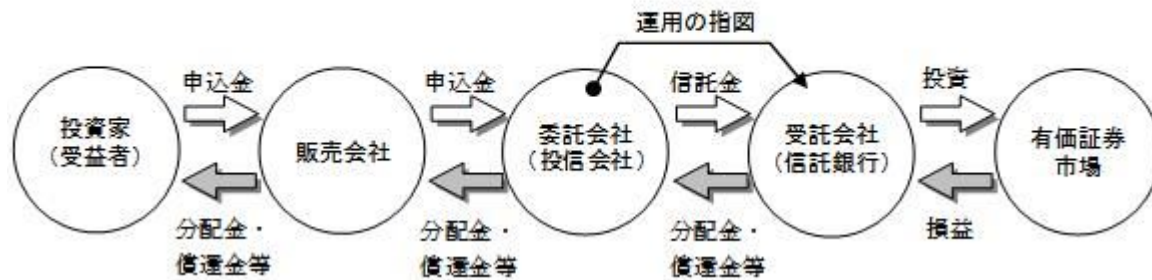 運用の指図
申込金
申込金
信託金
投資
投資家
（受益者）
販売会社
委託会社
（投信会社）
受託会社
（信託銀行）
有価証券
市場
分配金・
償還金等
分配金・
償還金等
分配金・
償還金等
損益